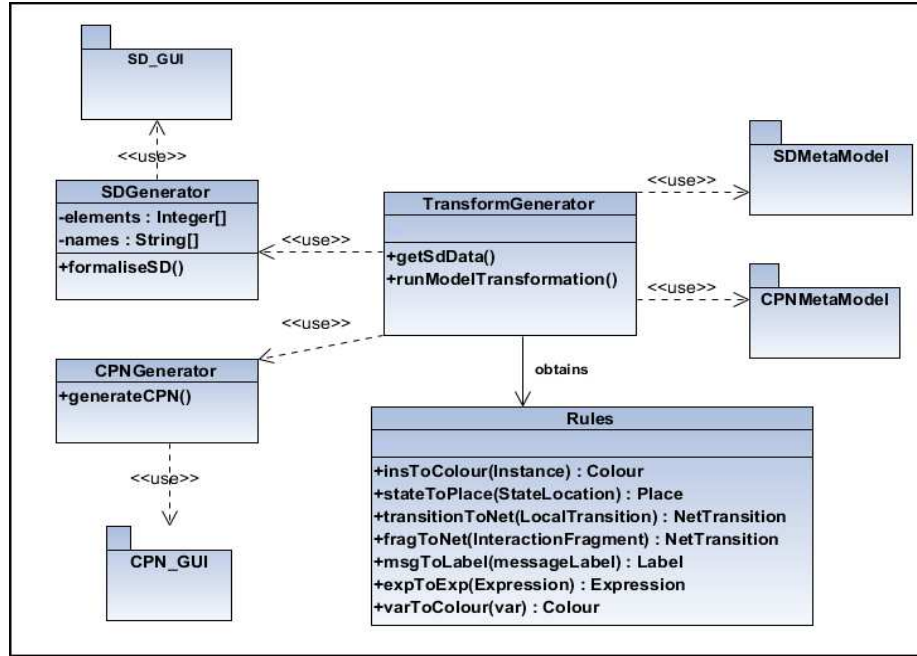 SD_GUI
<<use>>
SDGenerator
-elements : Integer[]
-names : String[]
+formaliseSD()
<<use>>
TransformGenerator
+getSdData()
+runModelTransformation()
<<use>>
SDMetaModel
<<use>>
CPNMetaModel
<<use>>
CPNGenerator
+generateCPN()
<<use>>
CPN_GUI
obtains
Rules
+insToColour(Instance) : Colour
+stateToPlace(StateLocation) : Place
+transitionToNet(LocalTransition) : NetTransition
+fragToNet(InteractionFragment) : NetTransition
+msgToLabel(messageLabel) : Label
+expToExp(Expression) : Expression
+varToColour(var) : Colour